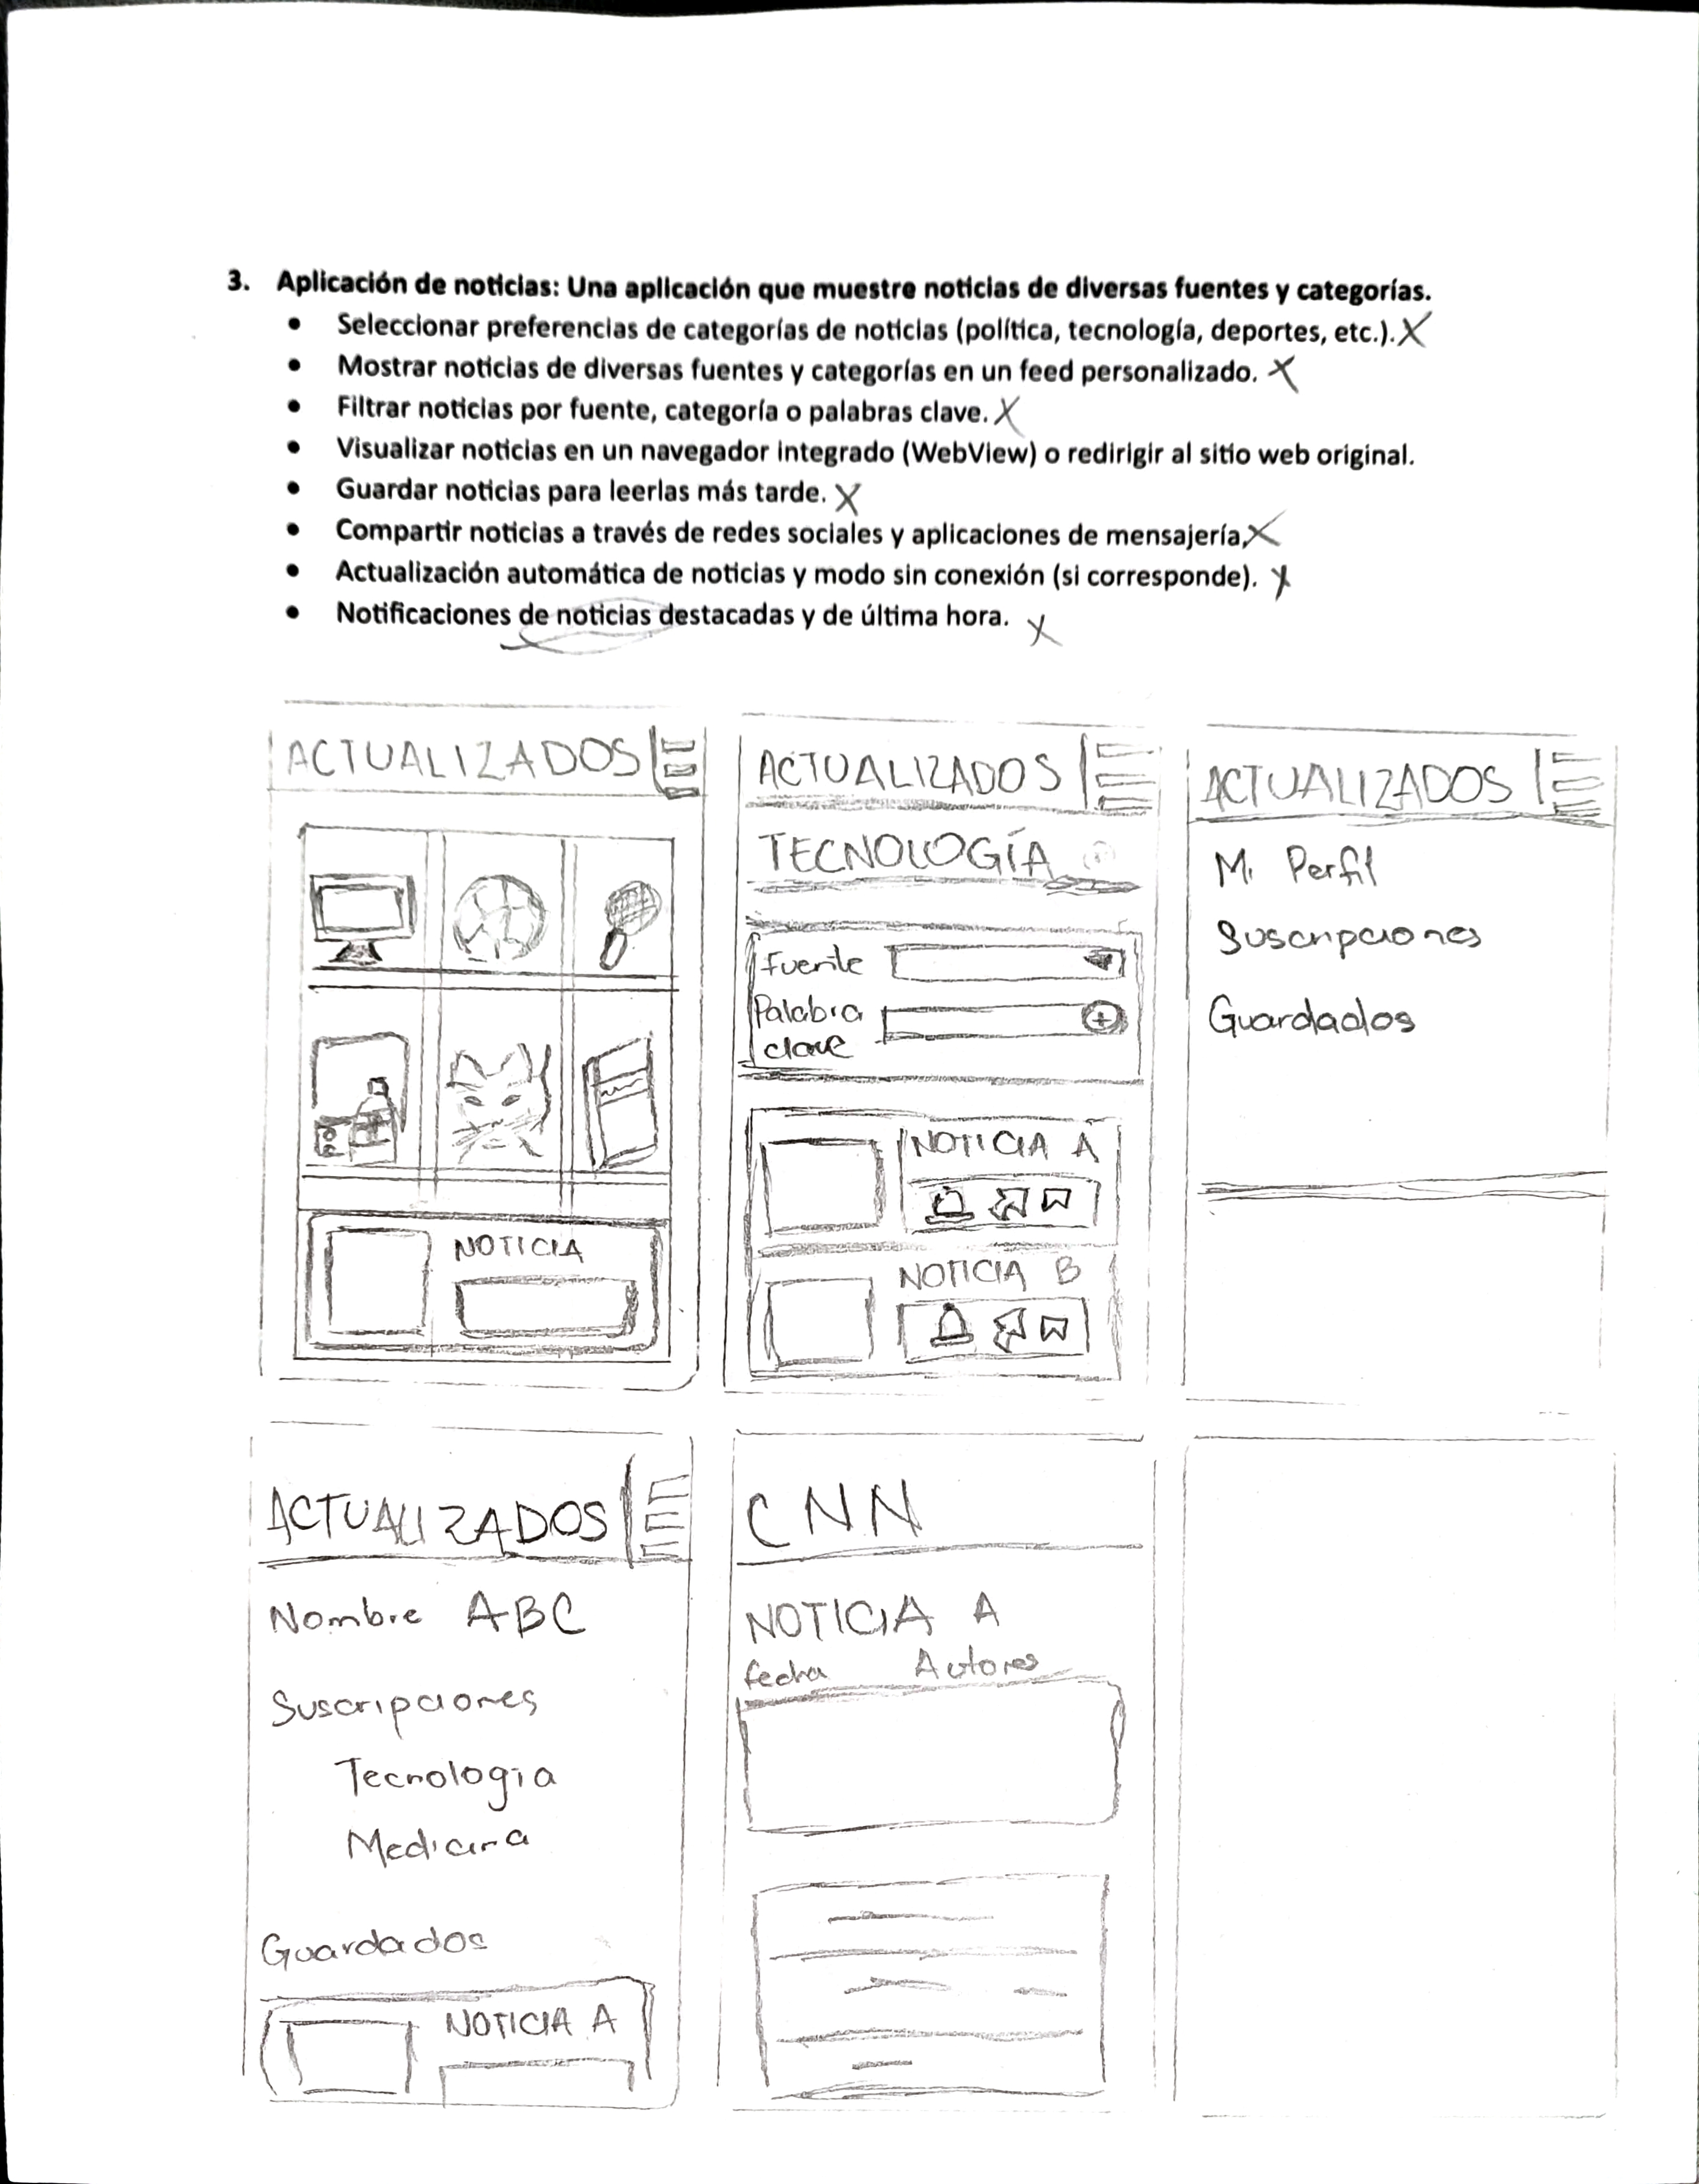 3. Aplicación de noticias: Una aplicación que muestre noticias de diversas fuentes y categorías.
• Seleccionar preferencias de categorías de noticias (política, tecnología, deportes, etc.). X
• Mostrar noticias de diversas fuentes y categorías en un feed personalizado. X
• Filtrar noticias por fuente, categoría o palabras clave. X
• Visualizar noticias en un navegador integrado (WebView) o redirigir al sitio web original.
• Guardar noticias para leerlas más tarde. X
• Compartir noticias a través de redes sociales y aplicaciones de mensajería. X
• Actualización automática de noticias y modo sin conexión (si corresponde). X
• Notificaciones de noticias destacadas y de última hora. X
ACTUALIZADOS
NOTICIA
ACTUALIZADOS
TECNOLOGÍA
Fuente
Palabra
clave
NOTICIA A
NOTICIA B
ACTUALIZADOS
Mi Perfil
Suscripciones
Guardados
ACTUALIZADOS
Nombre ABC
Suscripciones
Tecnologia
Medicina
Guardados
NOTICIA A
CNN
NOTICIA A
fecha Autores